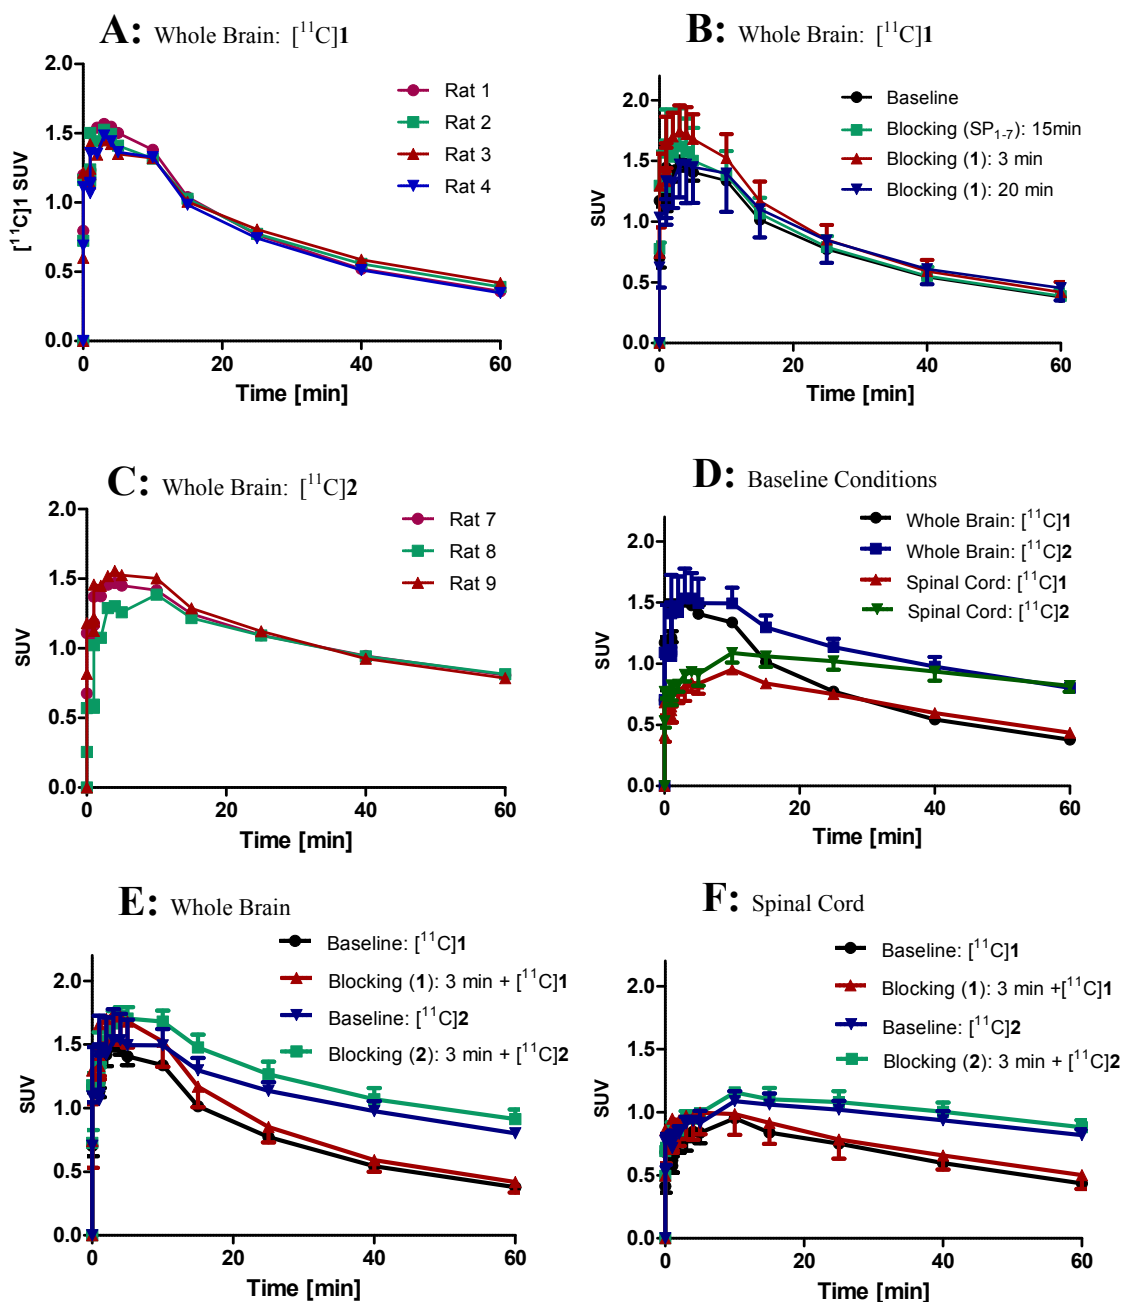 A: Whole Brain: [¹¹C]1
2.0
1.5
1.0
0.5
0.0
[¹¹C]1 SUV
Rat 1
Rat 2
Rat 3
Rat 4
0 20 40 60
Time [min]
B: Whole Brain: [¹¹C]1
2.0
1.5
1.0
0.5
0.0
SUV
Baseline
Blocking (SP₁₋₇): 15min
Blocking (1): 3 min
Blocking (1): 20 min
0 20 40 60
Time [min]
C: Whole Brain: [¹¹C]2
2.0
1.5
1.0
0.5
0.0
SUV
Rat 7
Rat 8
Rat 9
0 20 40 60
Time [min]
D: Baseline Conditions
2.0
1.5
1.0
0.5
0.0
SUV
Whole Brain: [¹¹C]1
Whole Brain: [¹¹C]2
Spinal Cord: [¹¹C]1
Spinal Cord: [¹¹C]2
0 20 40 60
Time [min]
E: Whole Brain
2.0
1.5
1.0
0.5
0.0
SUV
Baseline: [¹¹C]1
Blocking (1): 3 min + [¹¹C]1
Baseline: [¹¹C]2
Blocking (2): 3 min + [¹¹C]2
0 20 40 60
Time [min]
F: Spinal Cord
2.0
1.5
1.0
0.5
0.0
SUV
Baseline: [¹¹C]1
Blocking (1): 3 min +[¹¹C]1
Baseline: [¹¹C]2
Blocking (2): 3 min + [¹¹C]2
0 20 40 60
Time [min]